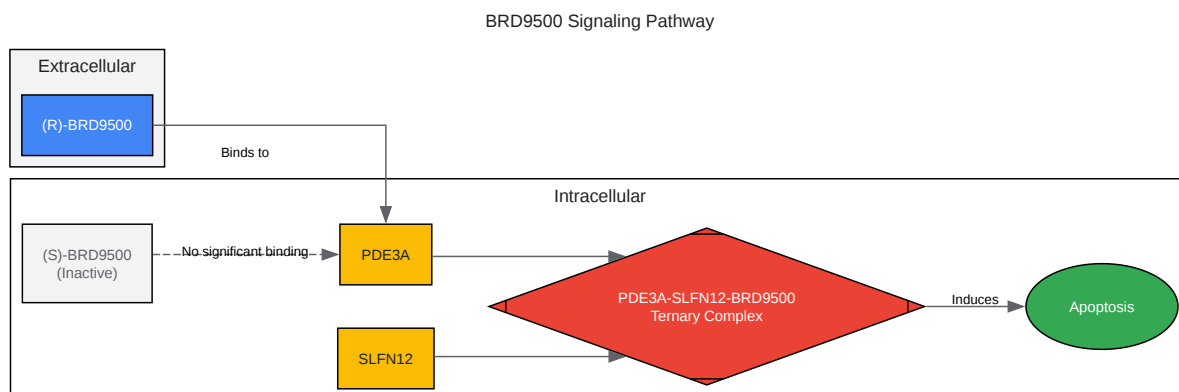 BRD9500 Signaling Pathway
Extracellular
(R)-BRD9500
Binds to
Intracellular
(S)-BRD9500
(Inactive)
No significant binding
PDE3A
PDE3A-SLFN12-BRD9500
Ternary Complex
Induces
Apoptosis
SLFN12